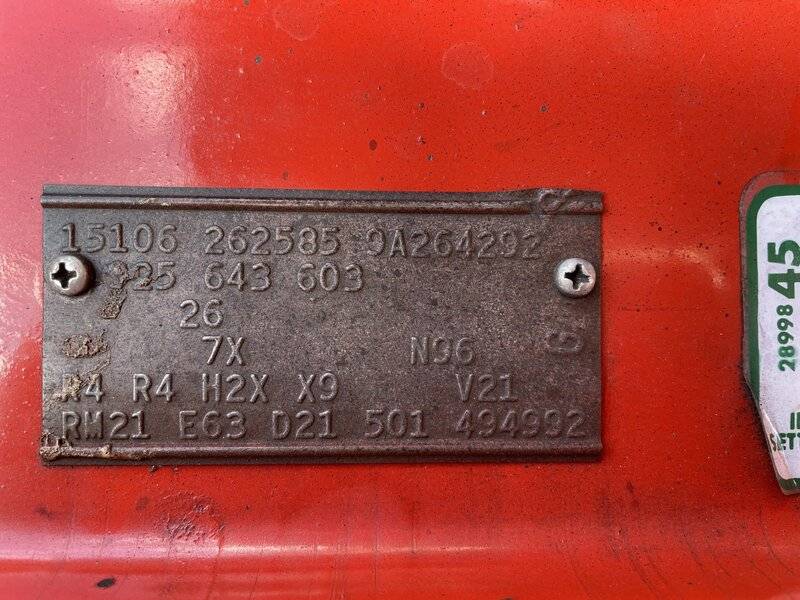 15106 262585 9A264292
25 643 603
26
7X N96 G
R4 R4 H2X X9 V21
RM21 E63 D21 501 494992
45
28998